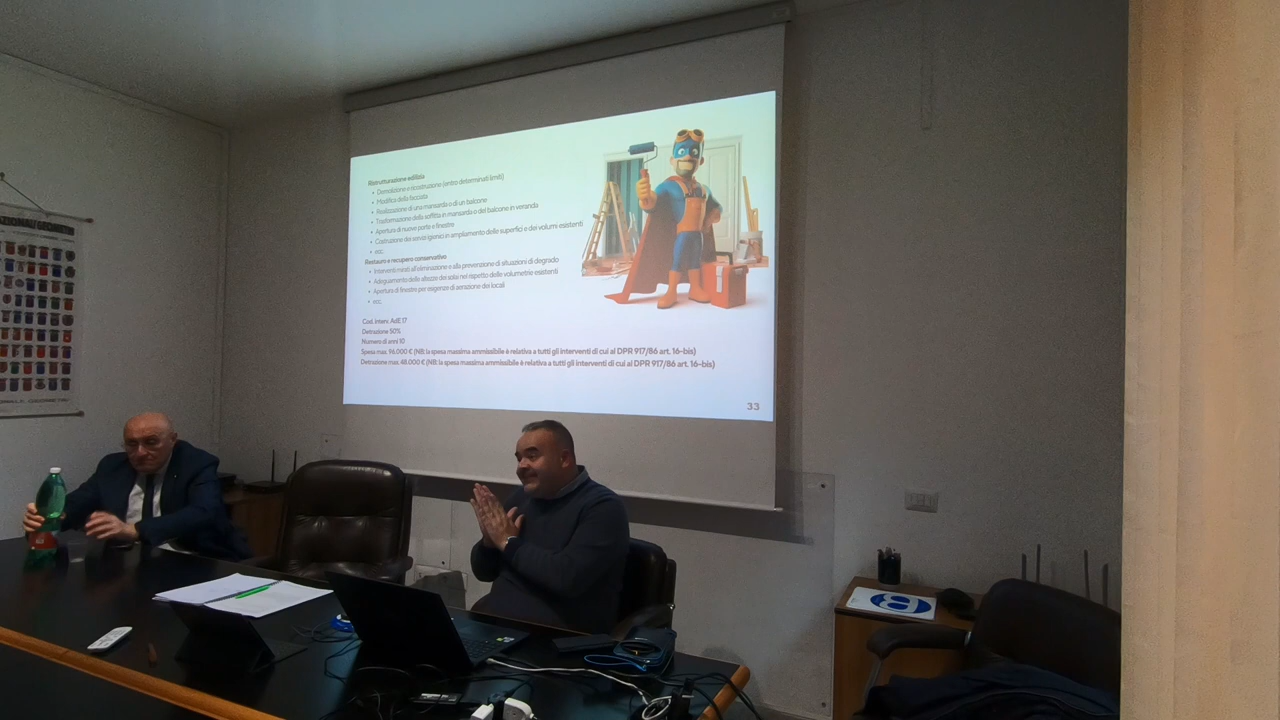 Ristrutturazione edilizia
• Demolizione e ricostruzione (entro determinati limiti)
• Modifica della facciata
• Realizzazione di una mansarda o di un balcone
• Trasformazione della soffitta in mansarda o del balcone in veranda
• Apertura di nuove porte e finestre
• Costruzione dei servizi igienici in ampliamento delle superfici e dei volumi esistenti
• ecc.
Restauro e recupero conservativo
• Interventi mirati all'eliminazione e alla prevenzione di situazioni di degrado
• Adeguamento delle altezze dei solai nel rispetto delle volumetrie esistenti
• Apertura di finestre per esigenze di aerazione dei locali
• ecc.
Cod. interv. AdE 17
Detrazione 50%
Numero di anni 10
Spesa max. 96.000 € (NB: la spesa massima ammissibile è relativa a tutti gli interventi di cui al DPR 917/86 art. 16-bis)
Detrazione max. 48.000 € (NB: la spesa massima ammissibile è relativa a tutti gli interventi di cui al DPR 917/86 art. 16-bis)
33